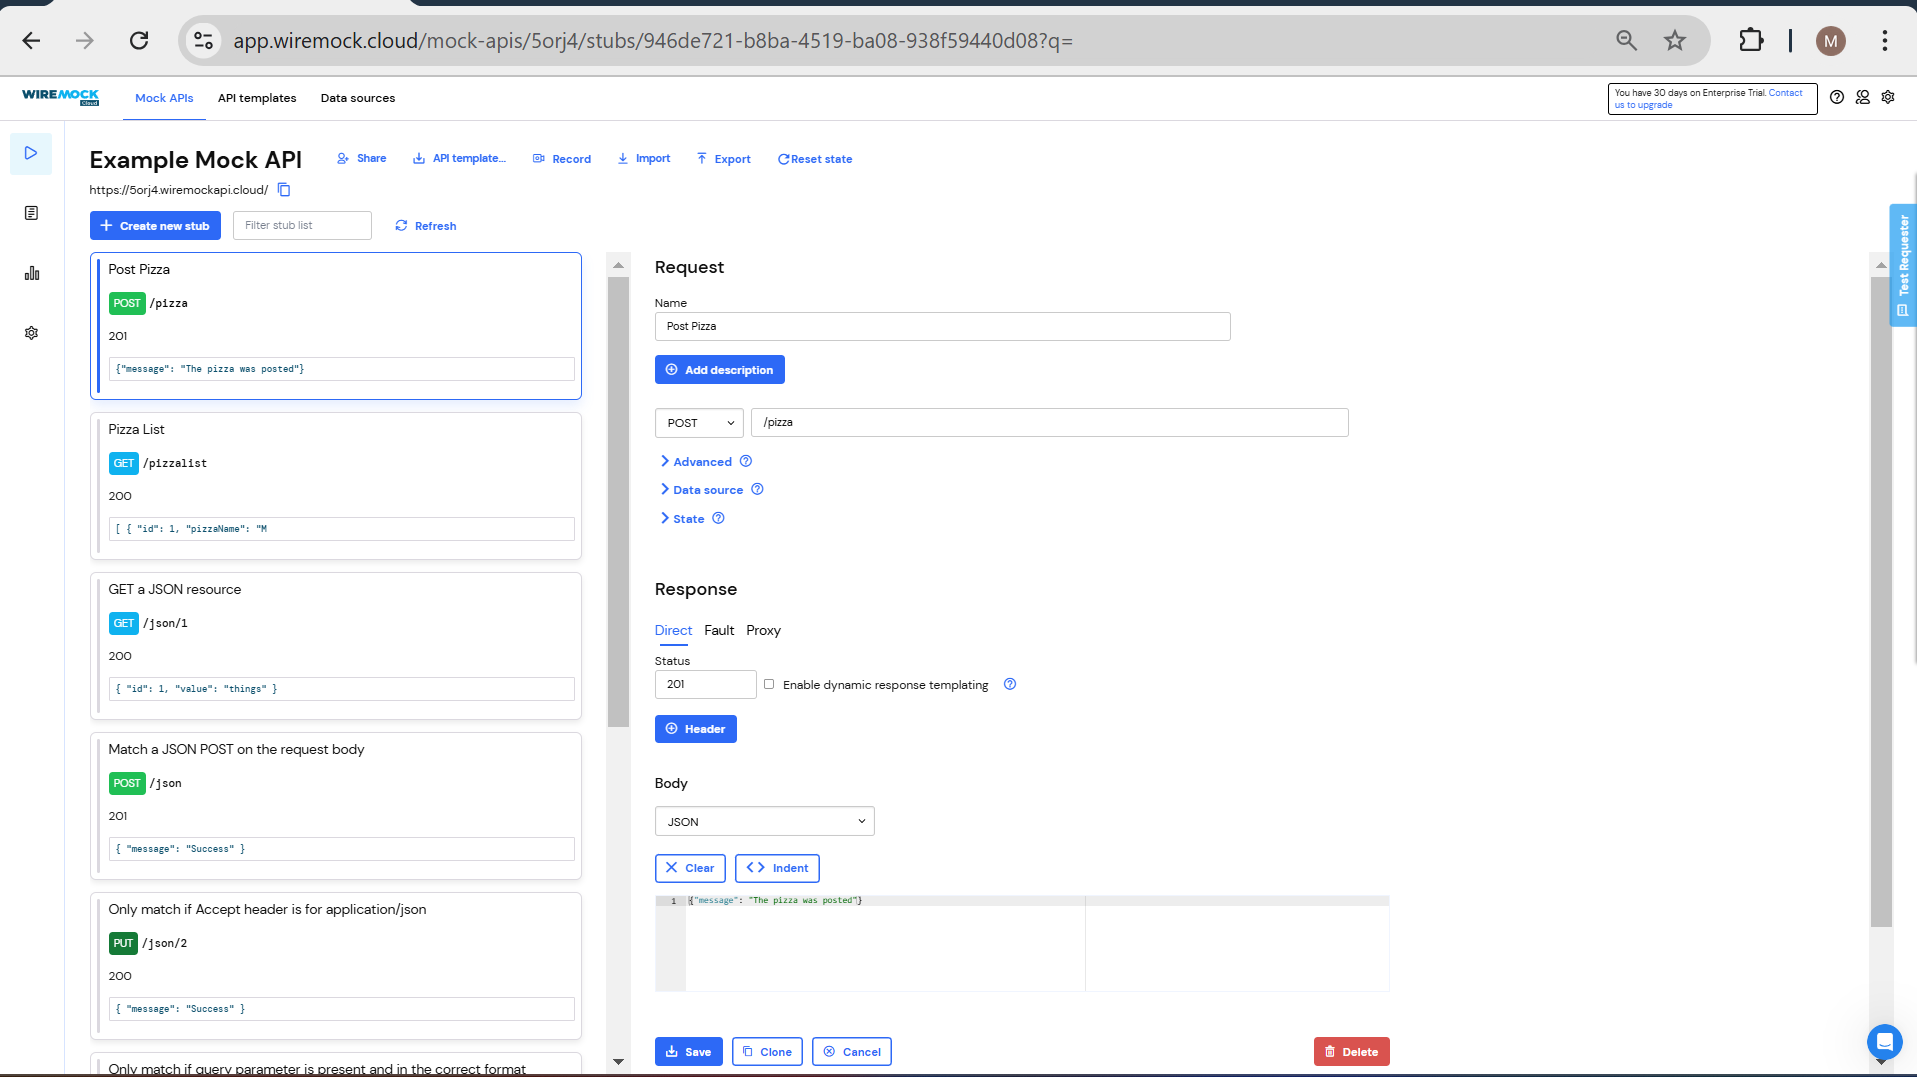 app.wiremock.cloud/mock-apis/5orj4/stubs/946de721-b8ba-4519-ba08-938f59440d08?q=
M
WIREMOCK
Cloud
Mock APIs
API templates
Data sources
You have 30 days on Enterprise Trial. Contact
us to upgrade
Example Mock API
Share
API template...
Record
Import
Export
Reset state
https://5orj4.wiremockapi.cloud/
Create new stub
Filter stub list
Refresh
Post Pizza
POST /pizza
201
{"message": "The pizza was posted"}
Pizza List
GET /pizzalist
200
[ { "id": 1, "pizzaName": "M
GET a JSON resource
GET /json/1
200
{ "id": 1, "value": "things" }
Match a JSON POST on the request body
POST /json
201
{ "message": "Success" }
Only match if Accept header is for application/json
PUT /json/2
200
{ "message": "Success" }
Only match if query parameter is present and in the correct format
Request
Name
Post Pizza
Add description
POST
/pizza
Advanced
Data source
State
Response
Direct Fault Proxy
Status
201
Enable dynamic response templating
Header
Body
JSON
Clear
Indent
1 {"message": "The pizza was posted"}
Save
Clone
Cancel
Delete
Test Requester